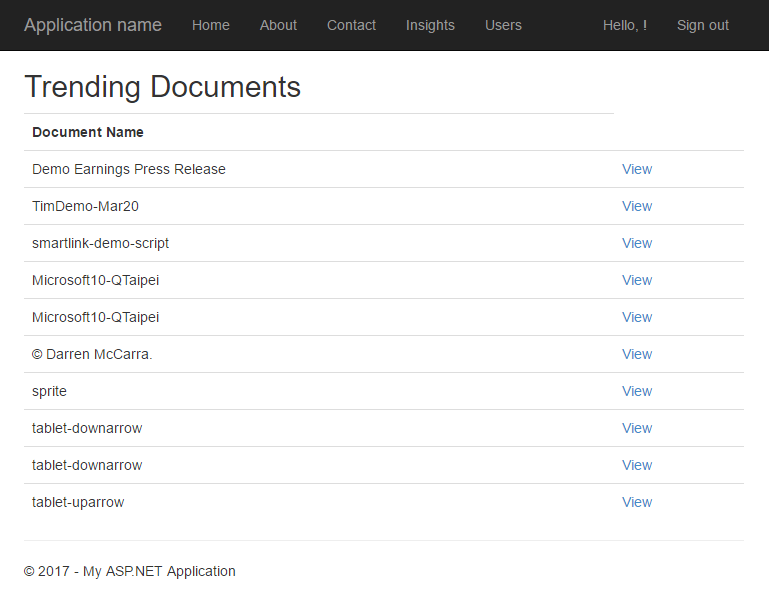 Application name Home About Contact Insights Users Hello, ! Sign out
Trending Documents
Document Name
Demo Earnings Press Release View
TimDemo-Mar20 View
smartlink-demo-script View
Microsoft10-QTaipei View
Microsoft10-QTaipei View
© Darren McCarra. View
sprite View
tablet-downarrow View
tablet-downarrow View
tablet-uparrow View
© 2017 - My ASP.NET Application